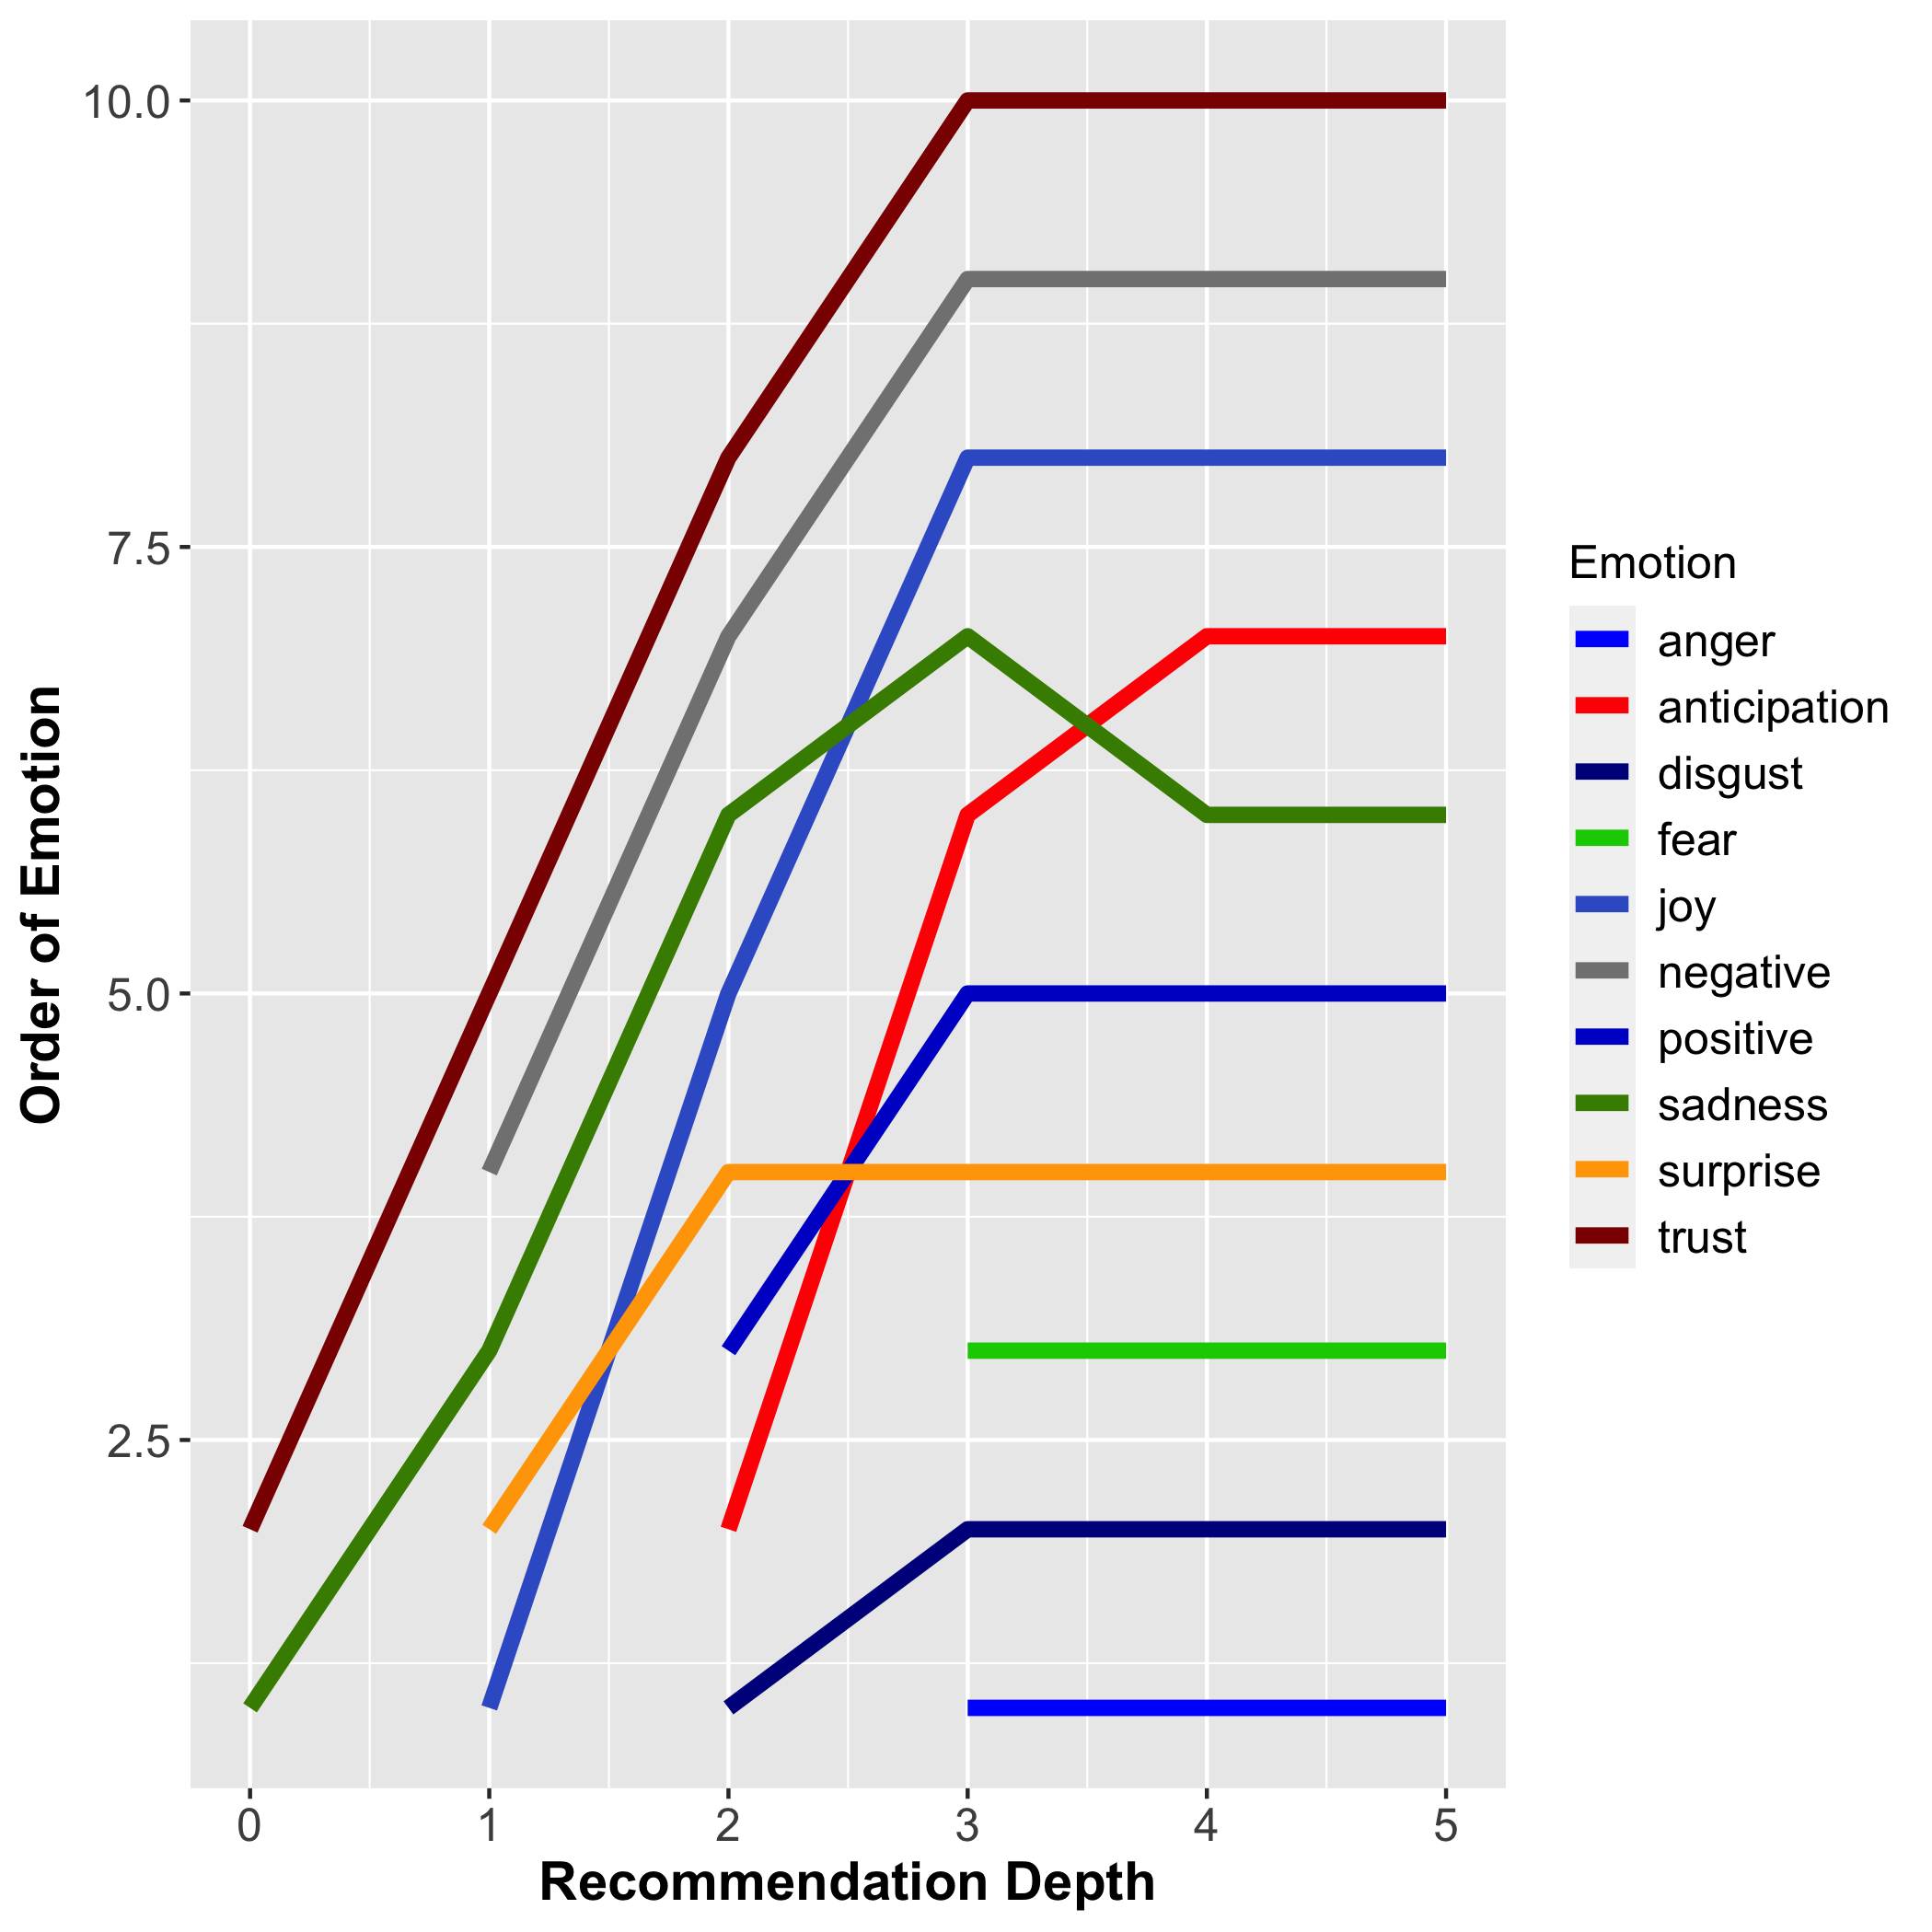 10.0
7.5
5.0
2.5
Order of Emotion
0 1 2 3 4 5
Recommendation Depth
Emotion
anger
anticipation
disgust
fear
joy
negative
positive
sadness
surprise
trust